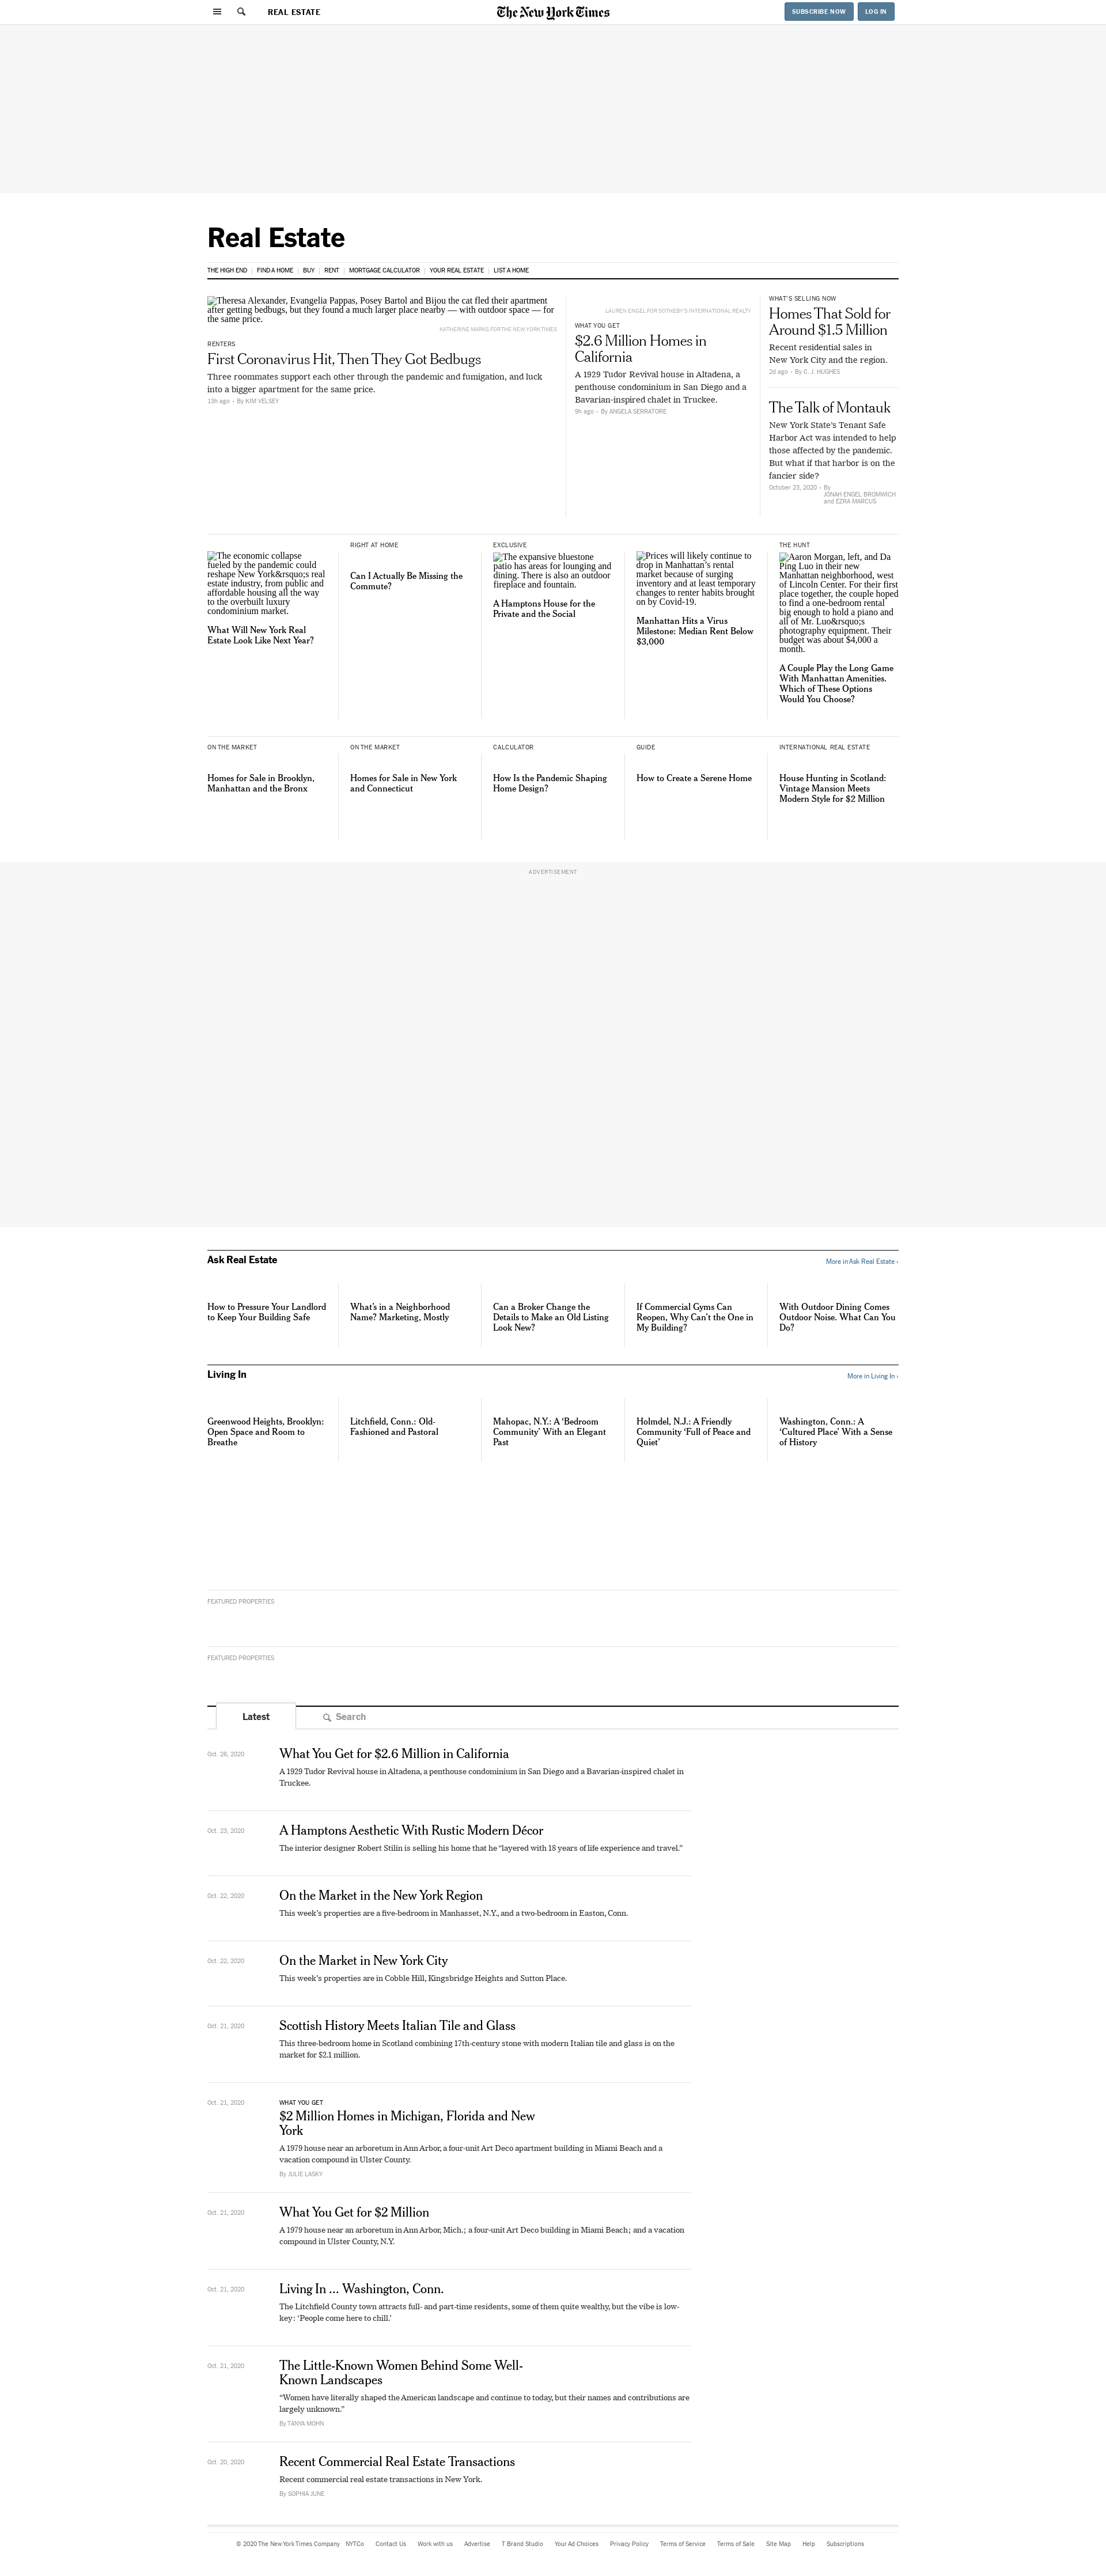 REAL ESTATE
The New York Times
SUBSCRIBE NOW
LOG IN
Real Estate
THE HIGH END | FIND A HOME | BUY | RENT | MORTGAGE CALCULATOR | YOUR REAL ESTATE | LIST A HOME
Theresa Alexander, Evangelia Pappas, Posey Bartol and Bijou the cat fled their apartment
after getting bedbugs, but they found a much larger place nearby — with outdoor space — for
the same price.
KATHERINE MARKS FOR THE NEW YORK TIMES
RENTERS
First Coronavirus Hit, Then They Got Bedbugs
Three roommates support each other through the pandemic and fumigation, and luck
into a bigger apartment for the same price.
13h ago • By KIM VELSEY
LAUREN ENGEL FOR SOTHEBY'S INTERNATIONAL REALTY
WHAT YOU GET
$2.6 Million Homes in
California
A 1929 Tudor Revival house in Altadena, a
penthouse condominium in San Diego and a
Bavarian-inspired chalet in Truckee.
9h ago • By ANGELA SERRATORE
WHAT'S SELLING NOW
Homes That Sold for
Around $1.5 Million
Recent residential sales in
New York City and the region.
2d ago • By C. J. HUGHES
The Talk of Montauk
New York State's Tenant Safe
Harbor Act was intended to help
those affected by the pandemic.
But what if that harbor is on the
fancier side?
October 23, 2020 • By
JONAH ENGEL BROMWICH
and EZRA MARCUS
The economic collapse
fueled by the pandemic could
reshape New York&rsquo;s real
estate industry, from public and
affordable housing all the way
to the overbuilt luxury
condominium market.
What Will New York Real
Estate Look Like Next Year?
RIGHT AT HOME
Can I Actually Be Missing the
Commute?
EXCLUSIVE
The expansive bluestone
patio has areas for lounging and
dining. There is also an outdoor
fireplace and fountain.
A Hamptons House for the
Private and the Social
Prices will likely continue to
drop in Manhattan's rental
market because of surging
inventory and at least temporary
changes to renter habits brought
on by Covid-19.
Manhattan Hits a Virus
Milestone: Median Rent Below
$3,000
THE HUNT
Aaron Morgan, left, and Da
Ping Luo in their new
Manhattan neighborhood, west
of Lincoln Center. For their first
place together, the couple hoped
to find a one-bedroom rental
big enough to hold a piano and
all of Mr. Luo&rsquo;s
photography equipment. Their
budget was about $4,000 a
month.
A Couple Play the Long Game
With Manhattan Amenities.
Which of These Options
Would You Choose?
ON THE MARKET
Homes for Sale in Brooklyn,
Manhattan and the Bronx
ON THE MARKET
Homes for Sale in New York
and Connecticut
CALCULATOR
How Is the Pandemic Shaping
Home Design?
GUIDE
How to Create a Serene Home
INTERNATIONAL REAL ESTATE
House Hunting in Scotland:
Vintage Mansion Meets
Modern Style for $2 Million
ADVERTISEMENT
Ask Real Estate
More in Ask Real Estate ›
How to Pressure Your Landlord
to Keep Your Building Safe
What's in a Neighborhood
Name? Marketing, Mostly
Can a Broker Change the
Details to Make an Old Listing
Look New?
If Commercial Gyms Can
Reopen, Why Can't the One in
My Building?
With Outdoor Dining Comes
Outdoor Noise. What Can You
Do?
Living In
More in Living In ›
Greenwood Heights, Brooklyn:
Open Space and Room to
Breathe
Litchfield, Conn.: Old-
Fashioned and Pastoral
Mahopac, N.Y.: A 'Bedroom
Community' With an Elegant
Past
Holmdel, N.J.: A Friendly
Community 'Full of Peace and
Quiet'
Washington, Conn.: A
'Cultured Place' With a Sense
of History
FEATURED PROPERTIES
FEATURED PROPERTIES
Latest
Search
Oct. 26, 2020
What You Get for $2.6 Million in California
A 1929 Tudor Revival house in Altadena, a penthouse condominium in San Diego and a Bavarian-inspired chalet in
Truckee.
Oct. 23, 2020
A Hamptons Aesthetic With Rustic Modern Décor
The interior designer Robert Stilin is selling his home that he "layered with 18 years of life experience and travel."
Oct. 22, 2020
On the Market in the New York Region
This week's properties are a five-bedroom in Manhasset, N.Y., and a two-bedroom in Easton, Conn.
Oct. 22, 2020
On the Market in New York City
This week's properties are in Cobble Hill, Kingsbridge Heights and Sutton Place.
Oct. 21, 2020
Scottish History Meets Italian Tile and Glass
This three-bedroom home in Scotland combining 17th-century stone with modern Italian tile and glass is on the
market for $2.1 million.
Oct. 21, 2020
WHAT YOU GET
$2 Million Homes in Michigan, Florida and New
York
A 1979 house near an arboretum in Ann Arbor, a four-unit Art Deco apartment building in Miami Beach and a
vacation compound in Ulster County.
By JULIE LASKY
Oct. 21, 2020
What You Get for $2 Million
A 1979 house near an arboretum in Ann Arbor, Mich.; a four-unit Art Deco building in Miami Beach; and a vacation
compound in Ulster County, N.Y.
Oct. 21, 2020
Living In ... Washington, Conn.
The Litchfield County town attracts full- and part-time residents, some of them quite wealthy, but the vibe is low-
key: 'People come here to chill.'
Oct. 21, 2020
The Little-Known Women Behind Some Well-
Known Landscapes
"Women have literally shaped the American landscape and continue to today, but their names and contributions are
largely unknown."
By TANYA MOHN
Oct. 20, 2020
Recent Commercial Real Estate Transactions
Recent commercial real estate transactions in New York.
By SOPHIA JUNE
© 2020 The New York Times Company NYTCo Contact Us Work with us Advertise T Brand Studio Your Ad Choices Privacy Policy Terms of Service Terms of Sale Site Map Help Subscriptions